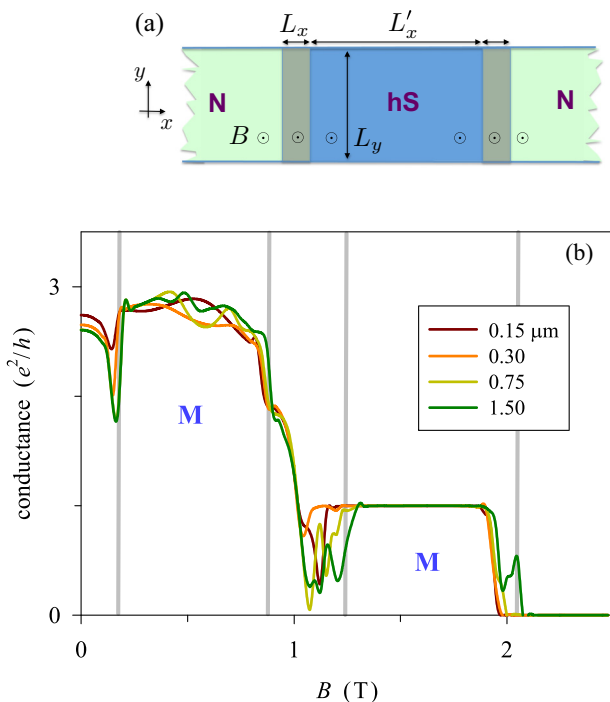 (a)
L_x L'_x
y
x
N hS N
B ⊙ ⊙ ⊙ L_y ⊙ ⊙ ⊙
(b)
3
0.15 μm
0.30
0.75
1.50
M
M
conductance (e²/h)
0
0 1 2
B (T)